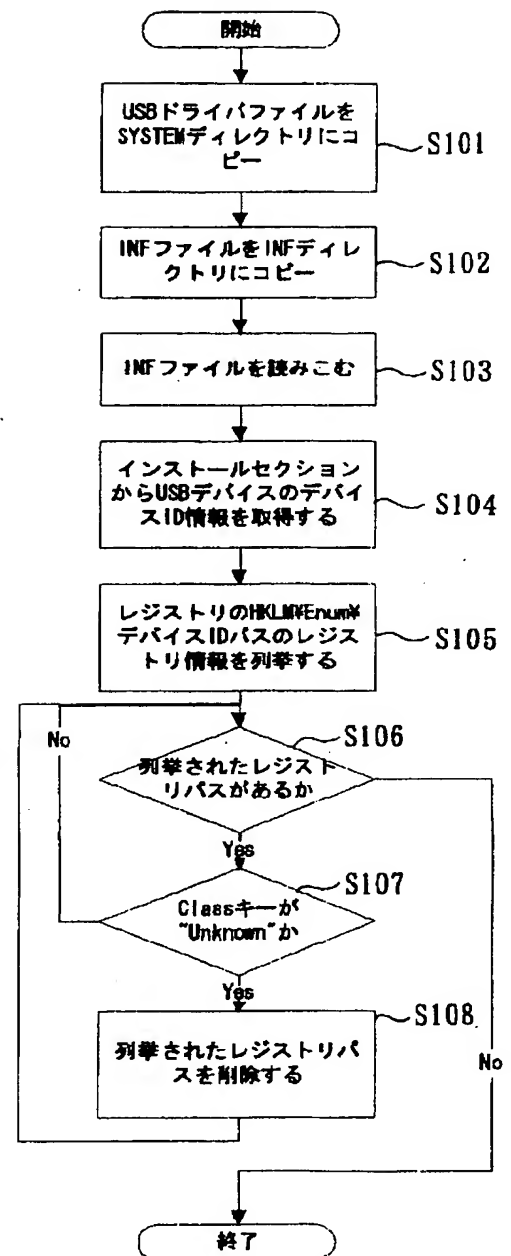 開始
USBドライバファイルを
SYSTEMディレクトリにコ
ピー
S101
INFファイルをINFディレ
クトリにコピー
S102
INFファイルを読みこむ
S103
インストールセクション
からUSBデバイスのデバイ
スID情報を取得する
S104
レジストリのHKLM¥Enum¥
デバイスIDパスのレジス
トリ情報を列挙する
S105
No
S106
列挙されたレジスト
リパスがあるか
Yes
S107
Classキーが
"Unknown"か
Yes
S108
列挙されたレジストリパ
スを削除する
No
終了